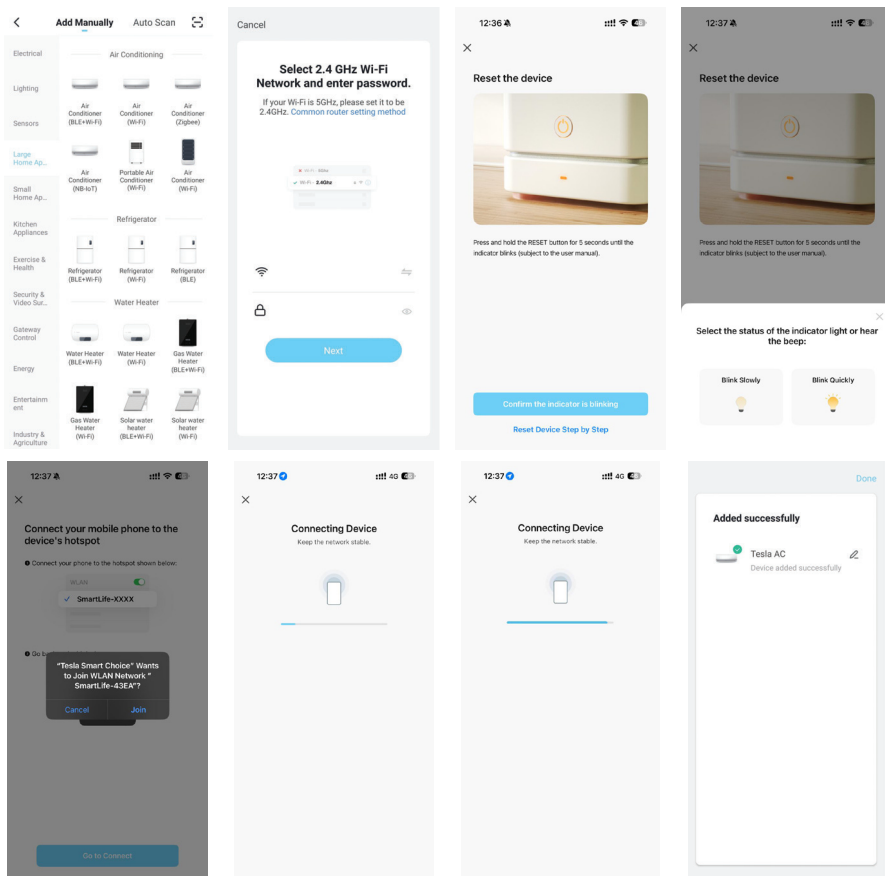 Add Manually
Auto Scan
Electrical
Lighting
Sensors
Large
Home Ap...
Small
Home Ap...
Kitchen
Appliances
Exercise &
Health
Security &
Video Sur...
Gateway
Control
Energy
Entertainm
ent
Industry &
Agriculture
Air Conditioning
Air
Conditioner
(BLE+Wi-Fi)
Air
Conditioner
(Wi-Fi)
Air
Conditioner
(Zigbee)
Air
Conditioner
(NB-IoT)
Portable Air
Conditioner
(Wi-Fi)
Air
Conditioner
(Wi-Fi)
Refrigerator
Refrigerator
(BLE+Wi-Fi)
Refrigerator
(Wi-Fi)
Refrigerator
(BLE)
Water Heater
Water Heater
(BLE+Wi-Fi)
Water Heater
(Wi-Fi)
Gas Water
Heater
(BLE+Wi-Fi)
Gas Water
Heater
(Wi-Fi)
Solar water
heater
(BLE+Wi-Fi)
Solar water
heater
(Wi-Fi)
Cancel
Select 2.4 GHz Wi-Fi
Network and enter password.
If your Wi-Fi is 5GHz, please set it to be
2.4GHz. Common router setting method
Wi-Fi - 5Ghz
Wi-Fi - 2.4Ghz
Next
12:36
Reset the device
Press and hold the RESET button for 5 seconds until the
indicator blinks (subject to the user manual).
Confirm the indicator is blinking
Reset Device Step by Step
12:37
Reset the device
Press and hold the RESET button for 5 seconds until the
indicator blinks (subject to the user manual).
Select the status of the indicator light or hear
the beep:
Blink Slowly
Blink Quickly
12:37
Connect your mobile phone to the
device's hotspot
Connect your phone to the hotspot shown below:
WLAN
SmartLife-XXXX
"Tesla Smart Choice" Wants
to Join WLAN Network "
SmartLife-43EA"?
Cancel
Join
Go to Connect
12:37
4G
Connecting Device
Keep the network stable.
12:37
4G
Connecting Device
Keep the network stable.
Done
Added successfully
Tesla AC
Device added successfully